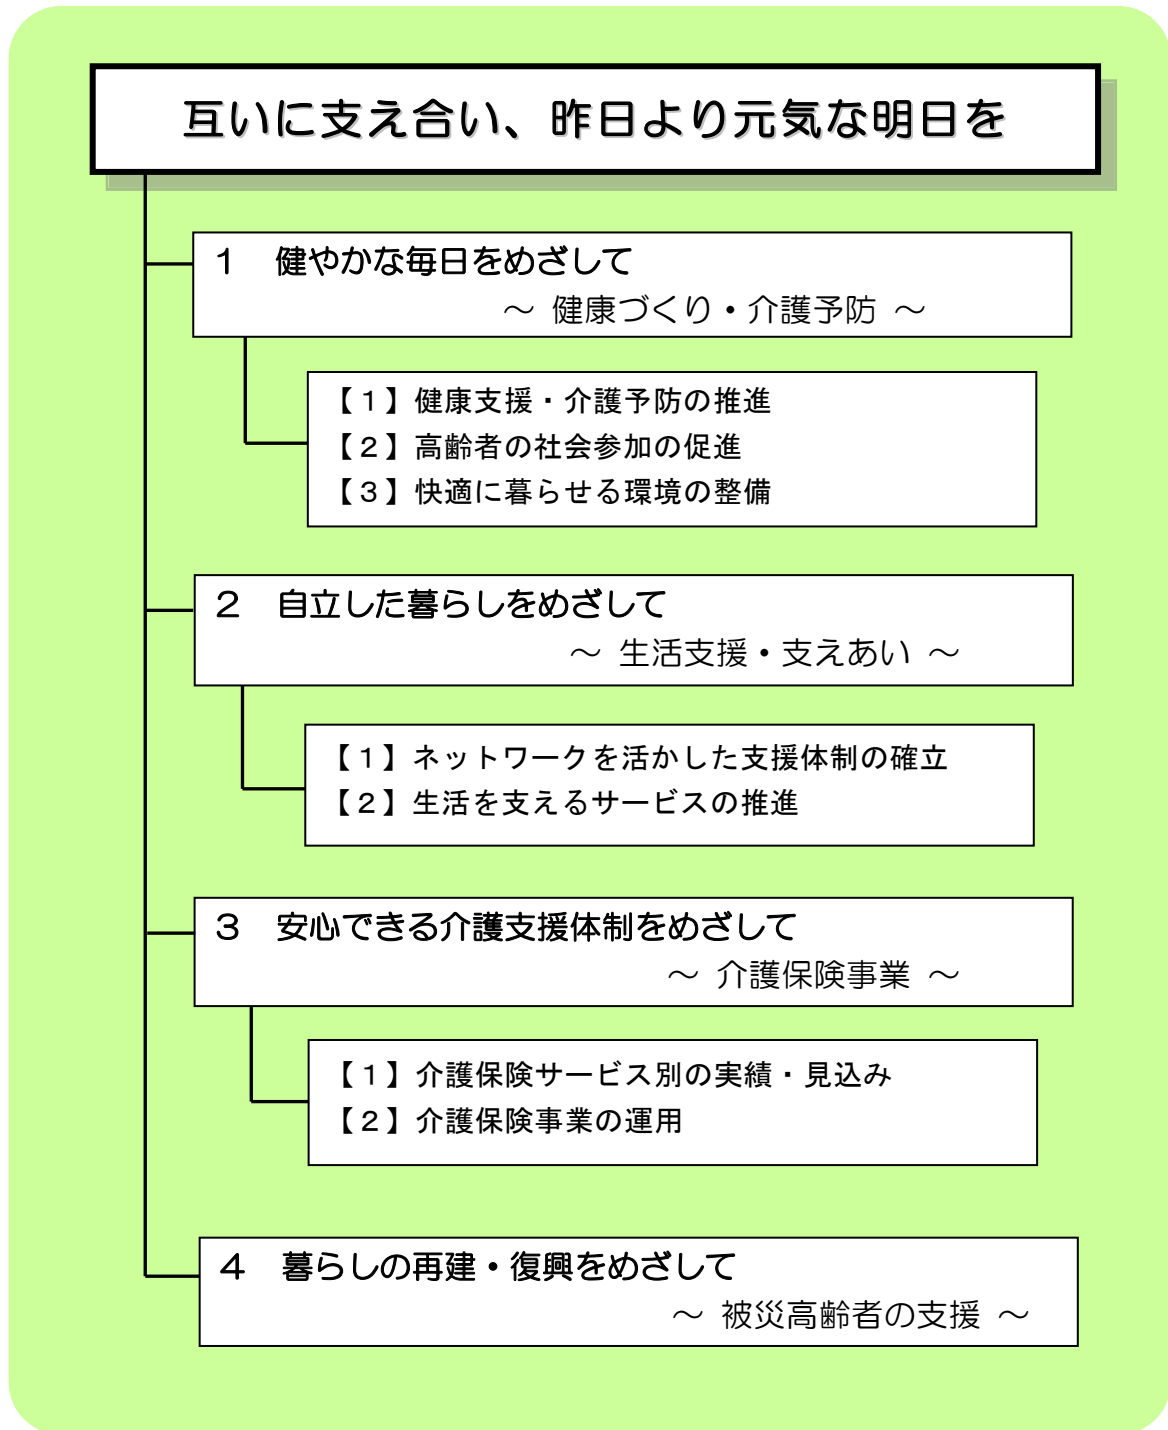 互いに支え合い、昨日より元気な明日を
１　健やかな毎日をめざして
～ 健康づくり・介護予防 ～
【１】健康支援・介護予防の推進
【２】高齢者の社会参加の促進
【３】快適に暮らせる環境の整備
２　自立した暮らしをめざして
～ 生活支援・支えあい ～
【１】ネットワークを活かした支援体制の確立
【２】生活を支えるサービスの推進
３　安心できる介護支援体制をめざして
～ 介護保険事業 ～
【１】介護保険サービス別の実績・見込み
【２】介護保険事業の運用
４　暮らしの再建・復興をめざして
～ 被災高齢者の支援 ～